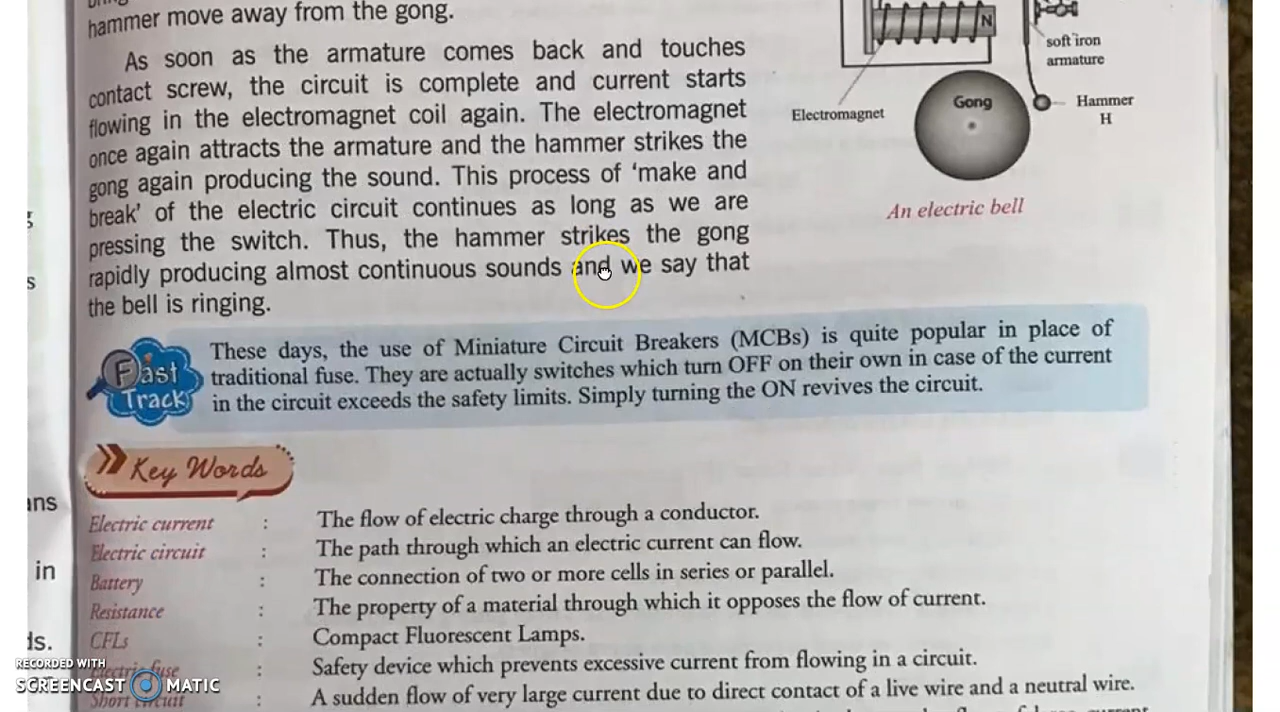 hammer move away from the gong.
As soon as the armature comes back and touches
contact screw, the circuit is complete and current starts
flowing in the electromagnet coil again. The electromagnet
once again attracts the armature and the hammer strikes the
gong again producing the sound. This process of ‘make and
break’ of the electric circuit continues as long as we are
pressing the switch. Thus, the hammer strikes the gong
rapidly producing almost continuous sounds and we say that
the bell is ringing.
N
soft iron
armature
Electromagnet
Gong
Hammer
H
An electric bell
Fast
Track
These days, the use of Miniature Circuit Breakers (MCBs) is quite popular in place of
traditional fuse. They are actually switches which turn OFF on their own in case of the current
in the circuit exceeds the safety limits. Simply turning the ON revives the circuit.
Key Words
Electric current : The flow of electric charge through a conductor.
Electric circuit : The path through which an electric current can flow.
Battery : The connection of two or more cells in series or parallel.
Resistance : The property of a material through which it opposes the flow of current.
CFLs : Compact Fluorescent Lamps.
Electric fuse : Safety device which prevents excessive current from flowing in a circuit.
Short circuit : A sudden flow of very large current due to direct contact of a live wire and a neutral wire.
in
RECORDED WITH
SCREENCAST MATIC